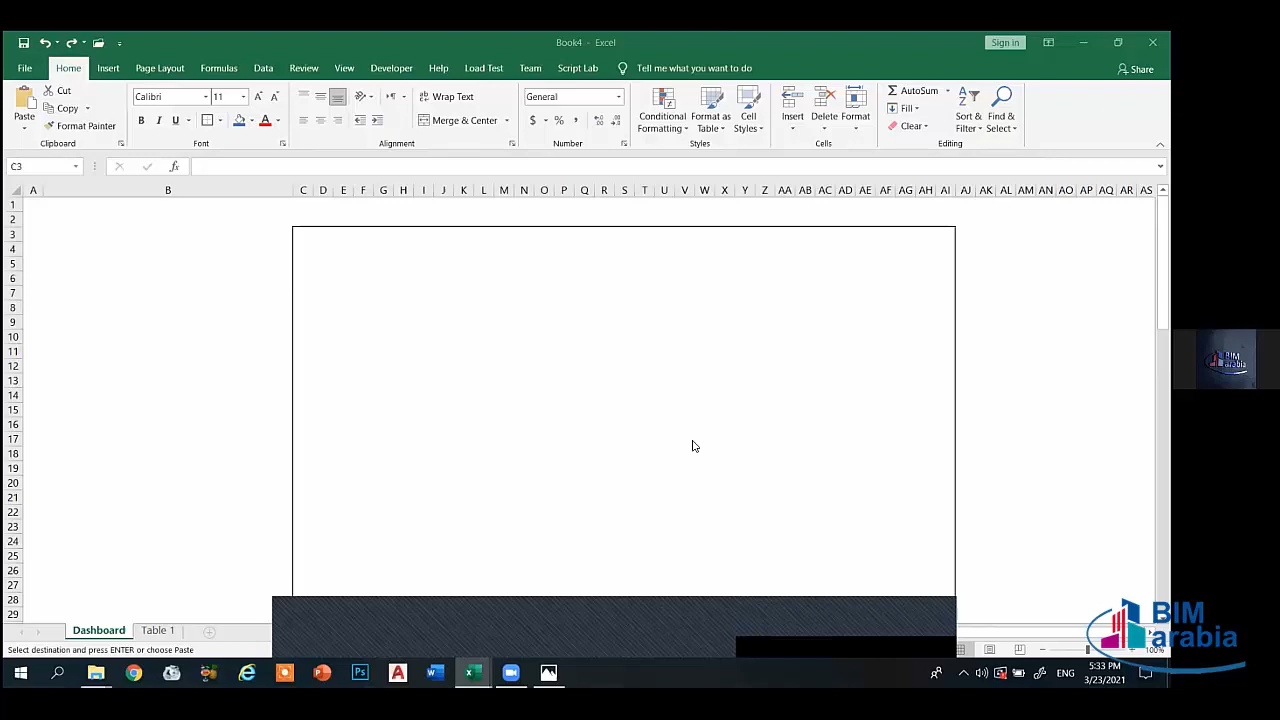 Book4 - Excel
Sign in
File Home Insert Page Layout Formulas Data Review View Developer Help Load Test Team Script Lab Tell me what you want to do Share
Cut
Copy
Format Painter
Paste
Clipboard
Calibri 11
B I U
Font
Wrap Text
Merge & Center
Alignment
General
$ % ,
Number
Conditional Formatting
Format as Table
Cell Styles
Styles
Insert Delete Format
Cells
AutoSum
Fill
Clear
Sort & Filter
Find & Select
Editing
C3 fx
A B C D E F G H I J K L M N O P Q R S T U V W X Y Z AA AB AC AD AE AF AG AH AI AJ AK AL AM AN AO AP AQ AR AS
1
2
3
4
5
6
7
8
9
10
11
12
13
14
15
16
17
18
19
20
21
22
23
24
25
26
27
28
29
Dashboard Table 1
Select destination and press ENTER or choose Paste
100%
ENG
5:33 PM
3/23/2021
BIM
arabia
BIM
arabia